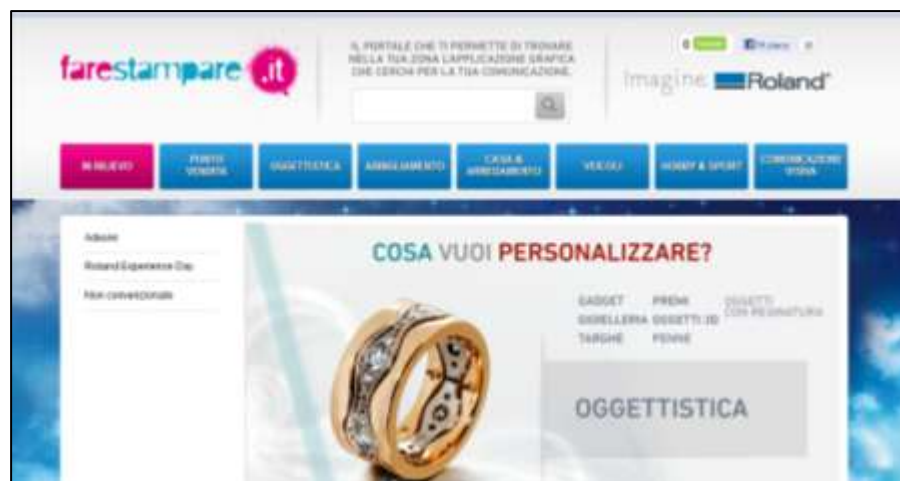 farestampare .it
IL PORTALE CHE TI PERMETTE DI TROVARE
NELLA TUA ZONA L'APPLICAZIONE GRAFICA
CHE CERCHI PER LA TUA COMUNICAZIONE.
0
0
Imagine. Roland
IN RILIEVO
PUNTO
VENDITA
OGGETTISTICA
ABBIGLIAMENTO
CASA &
ARREDAMENTO
VEICOLI
HOBBY & SPORT
COMUNICAZIONE
VISIVA
Adesivi
Roland Experience Day
Non convenzionale
COSA VUOI PERSONALIZZARE?
GADGET PREMI OGGETTI
CON RESINATURA
GIOIELLERIA OGGETTI 3D
TARGHE PENNE
OGGETTISTICA